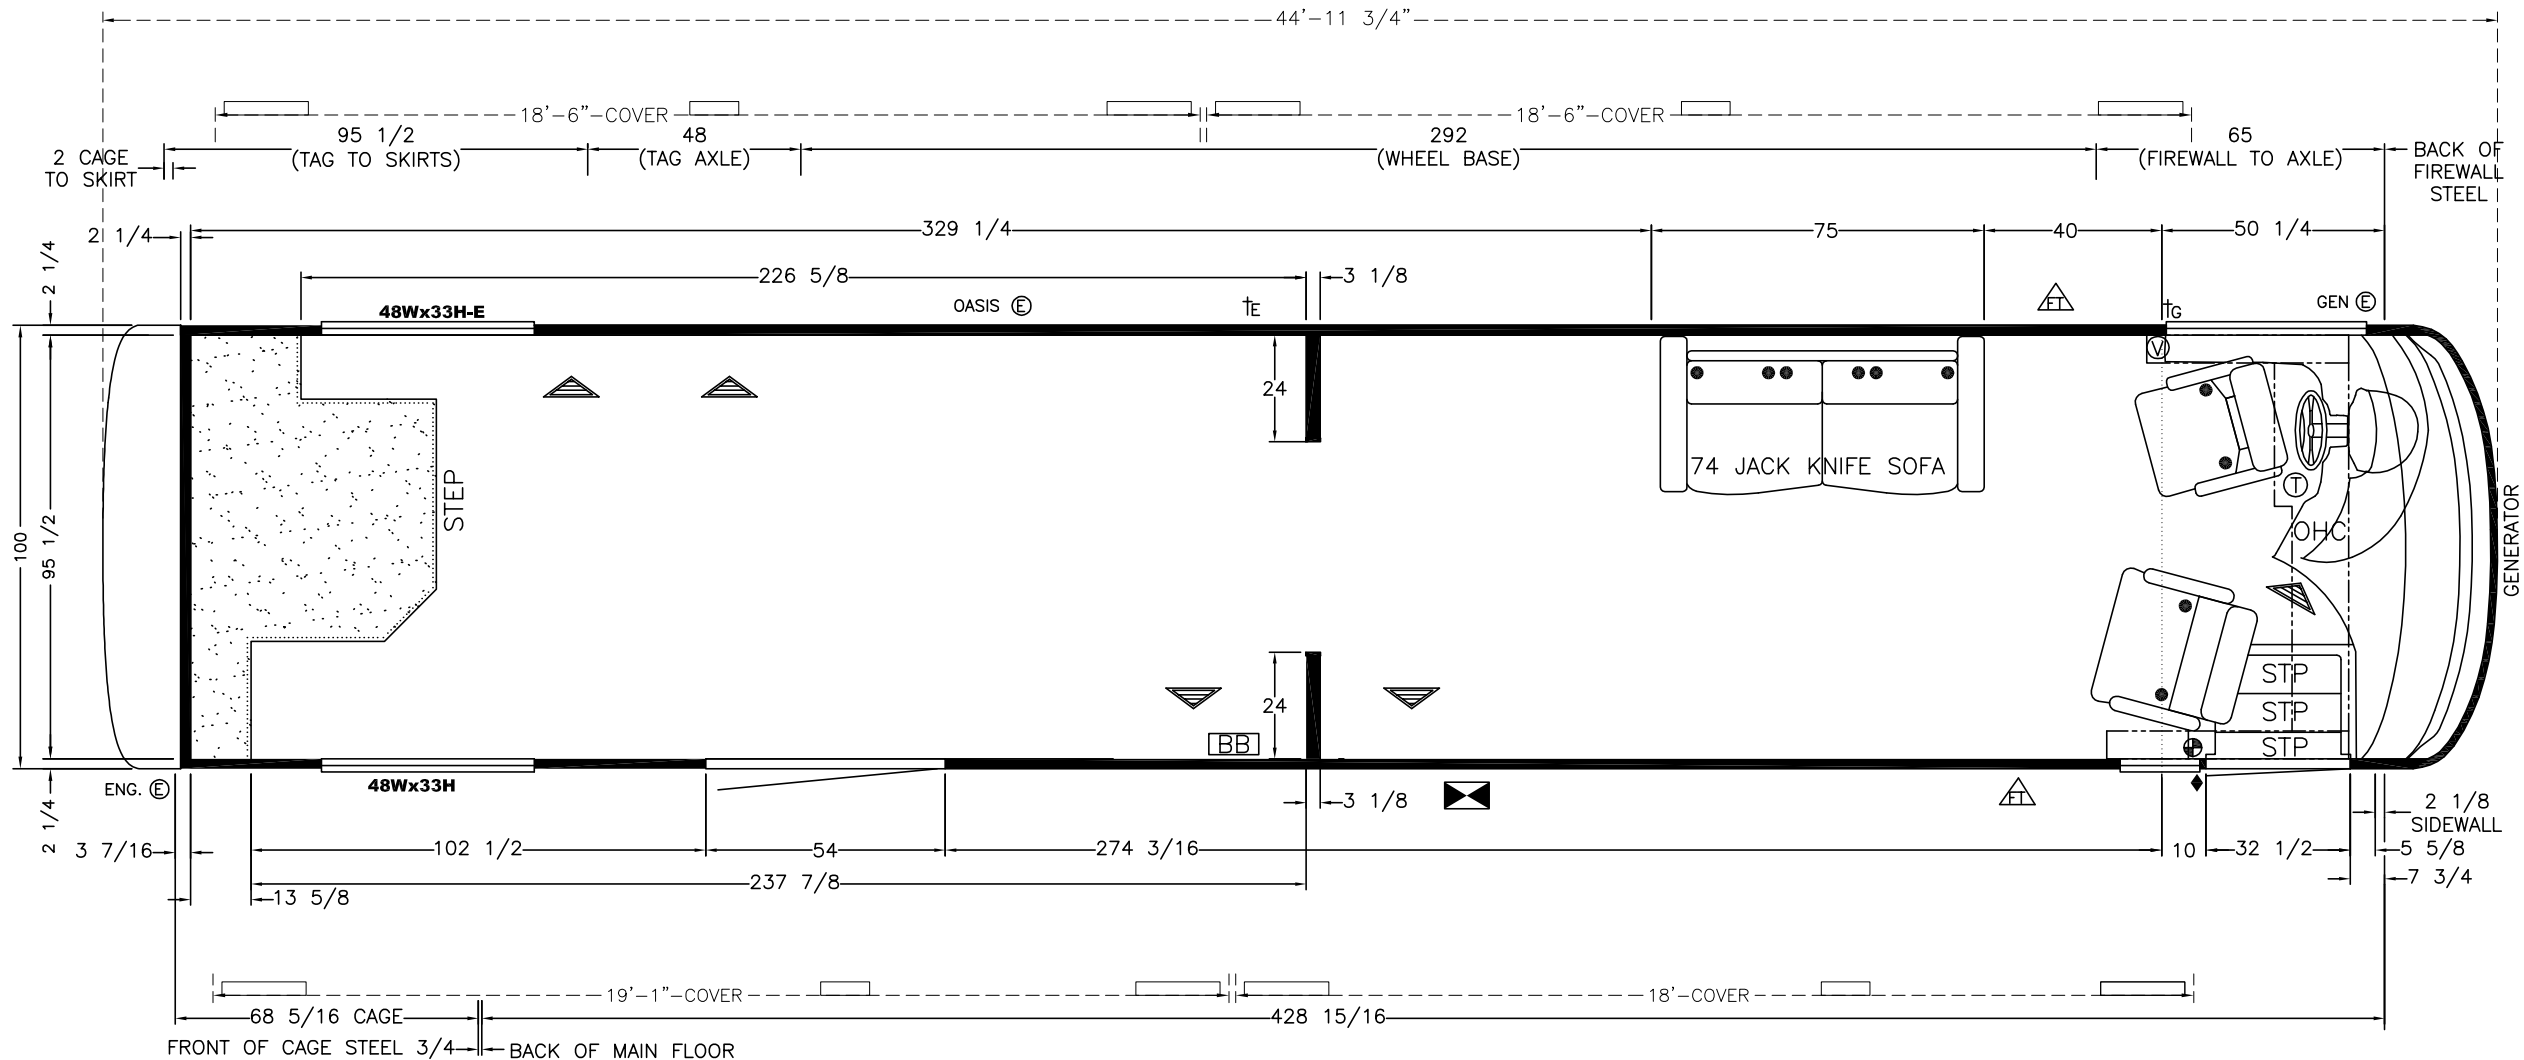 44'-11 3/4"
18'-6"-COVER
18'-6"-COVER
95 1/2
(TAG TO SKIRTS)
48
(TAG AXLE)
292
(WHEEL BASE)
65
(FIREWALL TO AXLE)
2 CAGE
TO SKIRT
BACK OF
FIREWALL
STEEL
2 1/4
329 1/4
75
40
50 1/4
2 1/4
226 5/8
3 1/8
48Wx33H-E
OASIS E
E
FT
G
GEN E
V
24
74 JACK KNIFE SOFA
STEP
100
95 1/2
T
OHC
GENERATOR
24
STP
STP
STP
BB
ENG. E
48Wx33H
FT
2 1/4
3 1/8
2 1/8
SIDEWALL
3 7/16
102 1/2
54
274 3/16
10
32 1/2
5 5/8
237 7/8
7 3/4
13 5/8
19'-1"-COVER
18'-COVER
68 5/16 CAGE
428 15/16
FRONT OF CAGE STEEL 3/4
BACK OF MAIN FLOOR